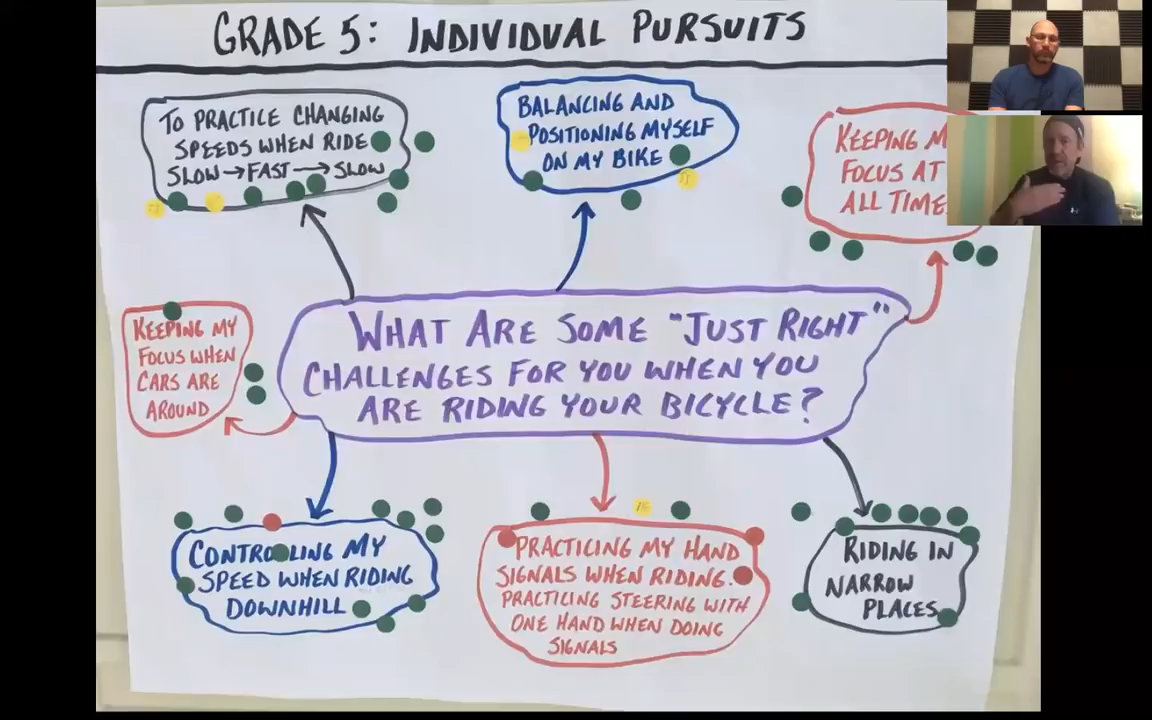 GRADE 5: INDIVIDUAL PURSUITS
TO PRACTICE CHANGING
SPEEDS WHEN RIDE
SLOW → FAST → SLOW
BALANCING AND
POSITIONING MYSELF
ON MY BIKE
KEEPING M
FOCUS AT
ALL TIME
KEEPING MY
FOCUS WHEN
CARS ARE
AROUND
WHAT ARE SOME "JUST RIGHT"
CHALLENGES FOR YOU WHEN YOU
ARE RIDING YOUR BICYCLE?
CONTROLLING MY
SPEED WHEN RIDING
DOWNHILL
PRACTICING MY HAND
SIGNALS WHEN RIDING.
PRACTICING STEERING WITH
ONE HAND WHEN DOING
SIGNALS
RIDING IN
NARROW
PLACES